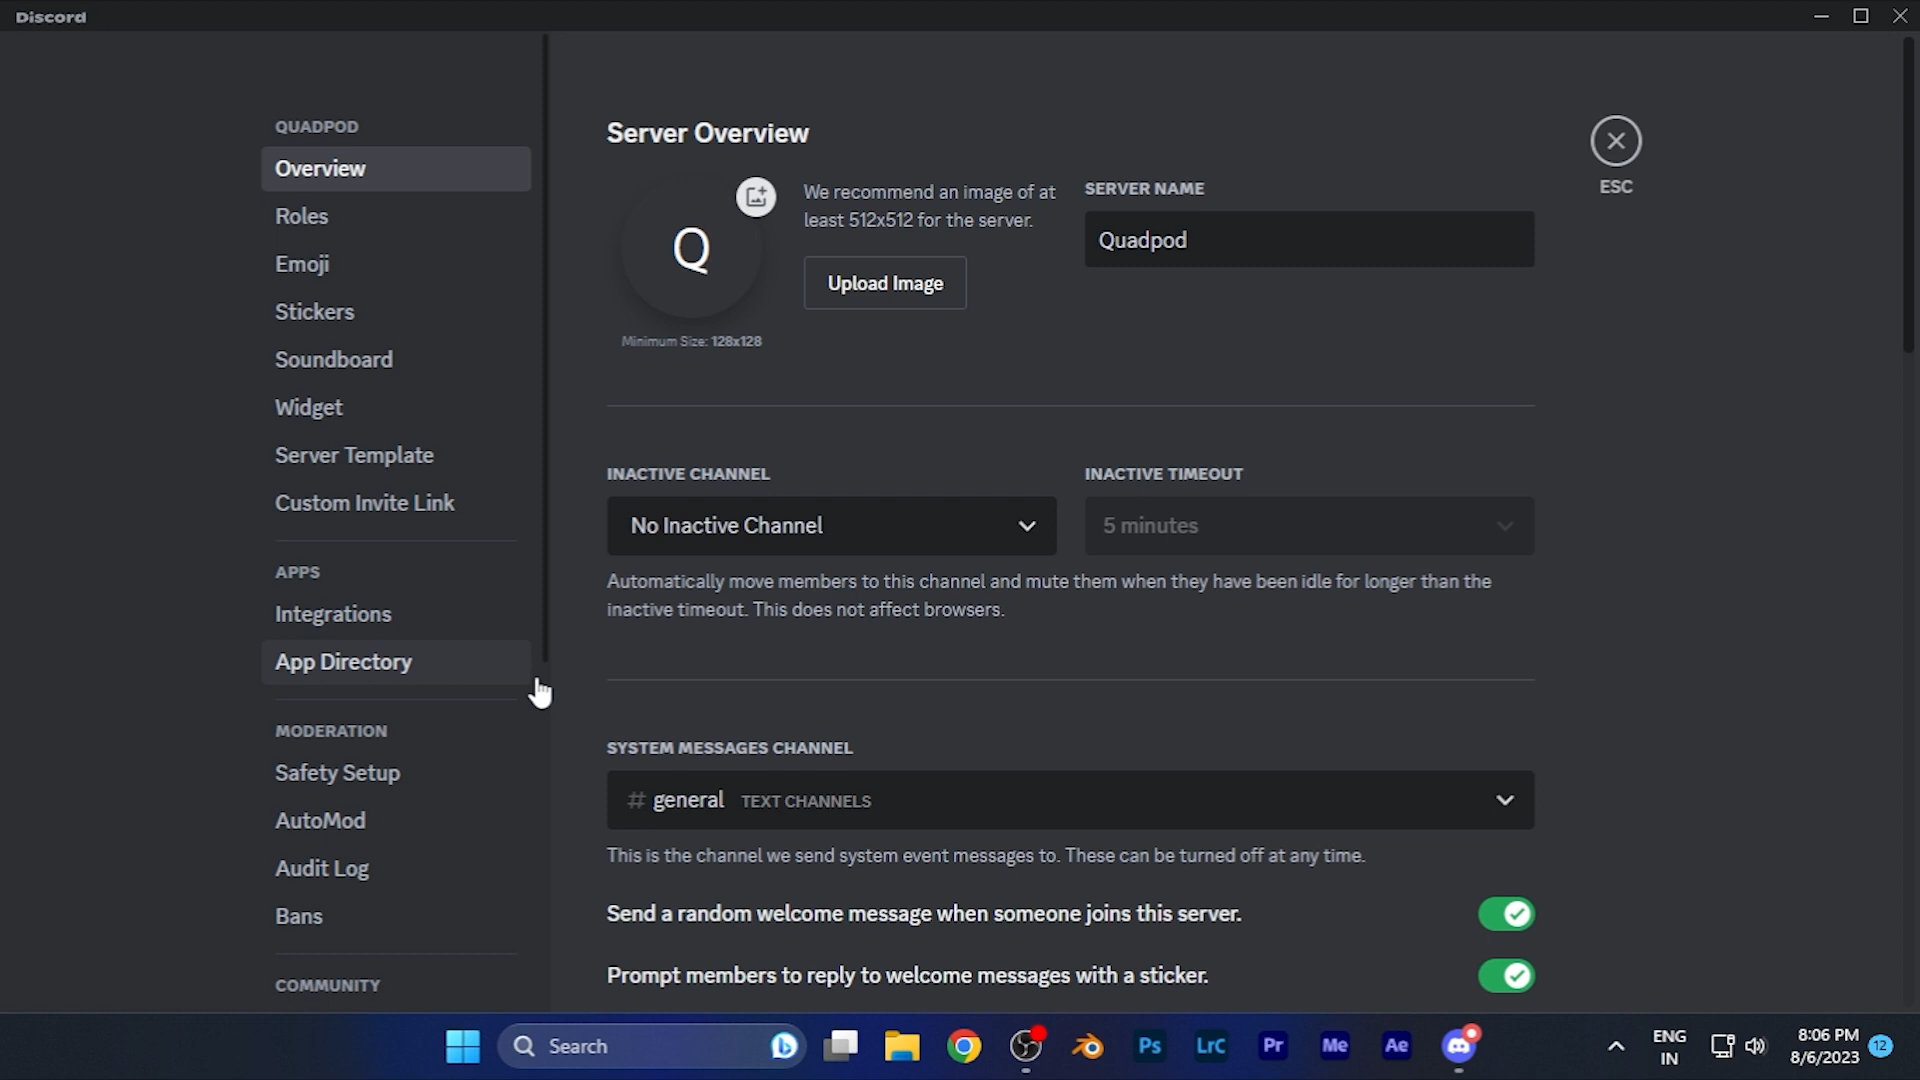 Discord
QUADPOD
Overview
Roles
Emoji
Stickers
Soundboard
Widget
Server Template
Custom Invite Link
APPS
Integrations
App Directory
MODERATION
Safety Setup
AutoMod
Audit Log
Bans
COMMUNITY
Server Overview
Q
Minimum Size: 128x128
We recommend an image of at
least 512x512 for the server.
Upload Image
SERVER NAME
Quadpod
ESC
INACTIVE CHANNEL
No Inactive Channel
INACTIVE TIMEOUT
5 minutes
Automatically move members to this channel and mute them when they have been idle for longer than the
inactive timeout. This does not affect browsers.
SYSTEM MESSAGES CHANNEL
# general TEXT CHANNELS
This is the channel we send system event messages to. These can be turned off at any time.
Send a random welcome message when someone joins this server.
Prompt members to reply to welcome messages with a sticker.
Search
Ps
LrC
Pr
Me
Ae
ENG
IN
8:06 PM
8/6/2023
12